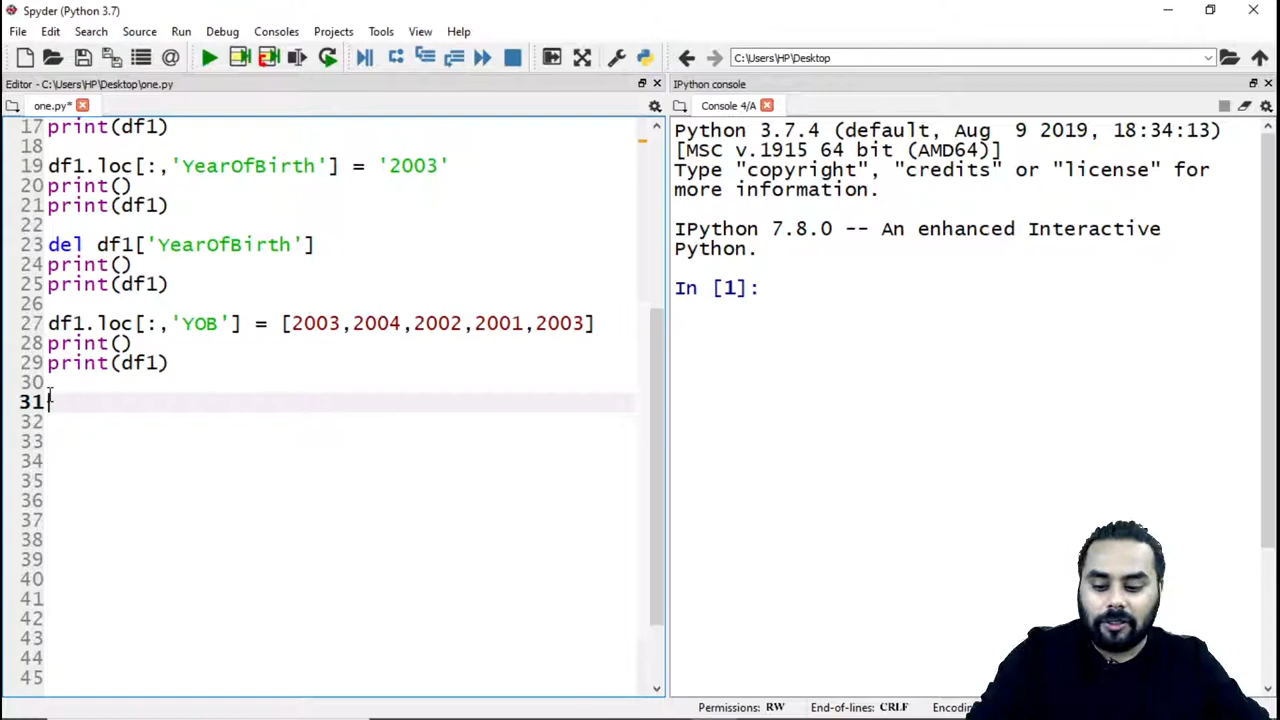 Spyder (Python 3.7)
File Edit Search Source Run Debug Consoles Projects Tools View Help
C:\Users\HP\Desktop
Editor - C:\Users\HP\Desktop\one.py
one.py*
17 print(df1)
18
19 df1.loc[:,'YearOfBirth'] = '2003'
20 print()
21 print(df1)
22
23 del df1['YearOfBirth']
24 print()
25 print(df1)
26
27 df1.loc[:,'YOB'] = [2003,2004,2002,2001,2003]
28 print()
29 print(df1)
30
31
32
33
34
35
36
37
38
39
40
41
42
43
44
45
IPython console
Console 4/A
Python 3.7.4 (default, Aug 9 2019, 18:34:13)
[MSC v.1915 64 bit (AMD64)]
Type "copyright", "credits" or "license" for
more information.
IPython 7.8.0 -- An enhanced Interactive
Python.
In [1]:
Permissions: RW End-of-lines: CRLF